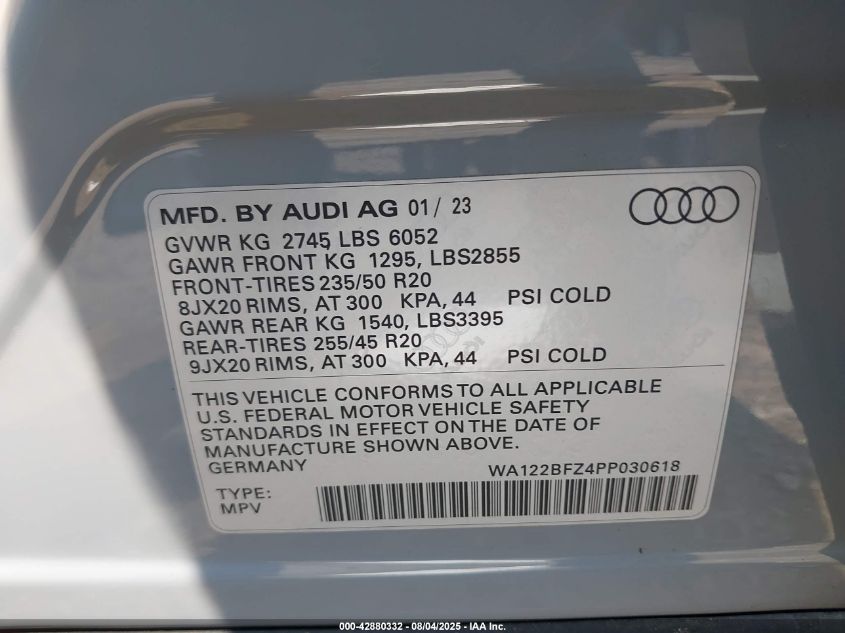 MFD. BY AUDI AG 01/ 23
GVWR KG 2745 LBS 6052
GAWR FRONT KG 1295, LBS2855
FRONT-TIRES 235/50 R20
8JX20 RIMS, AT 300 KPA, 44 PSI COLD
GAWR REAR KG 1540, LBS3395
REAR-TIRES 255/45 R20
9JX20 RIMS, AT 300 KPA, 44 PSI COLD
THIS VEHICLE CONFORMS TO ALL APPLICABLE
U.S. FEDERAL MOTOR VEHICLE SAFETY
STANDARDS IN EFFECT ON THE DATE OF
MANUFACTURE SHOWN ABOVE.
GERMANY WA122BFZ4PP030618
TYPE:
MPV
000-42880332 - 08/04/2025 - IAA Inc.